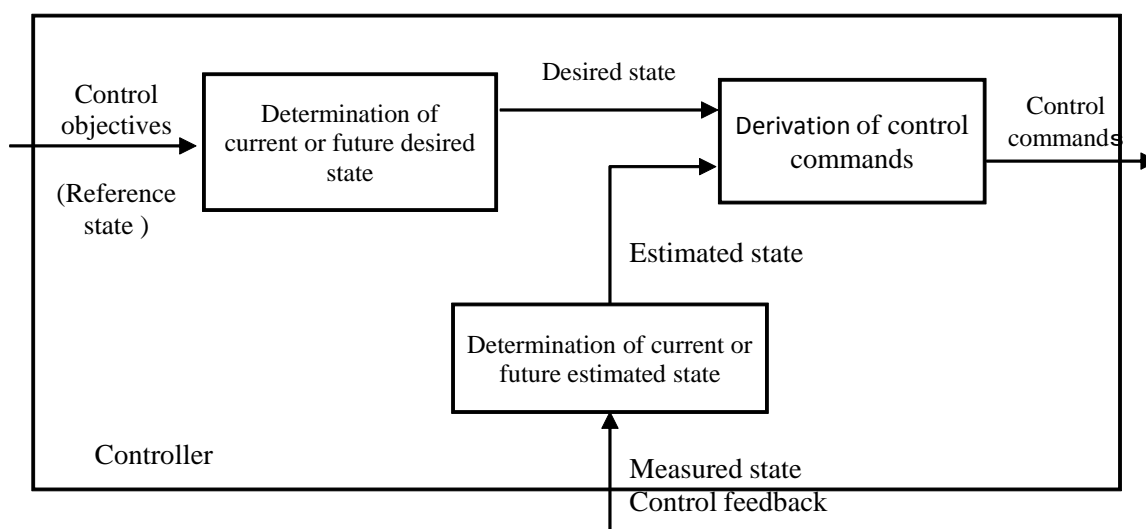 Control
objectives
(Reference
state )
Determination of
current or future desired
state
Desired state
Derivation of control
commands
Control
commands
Estimated state
Determination of current or
future estimated state
Controller
Measured state
Control feedback